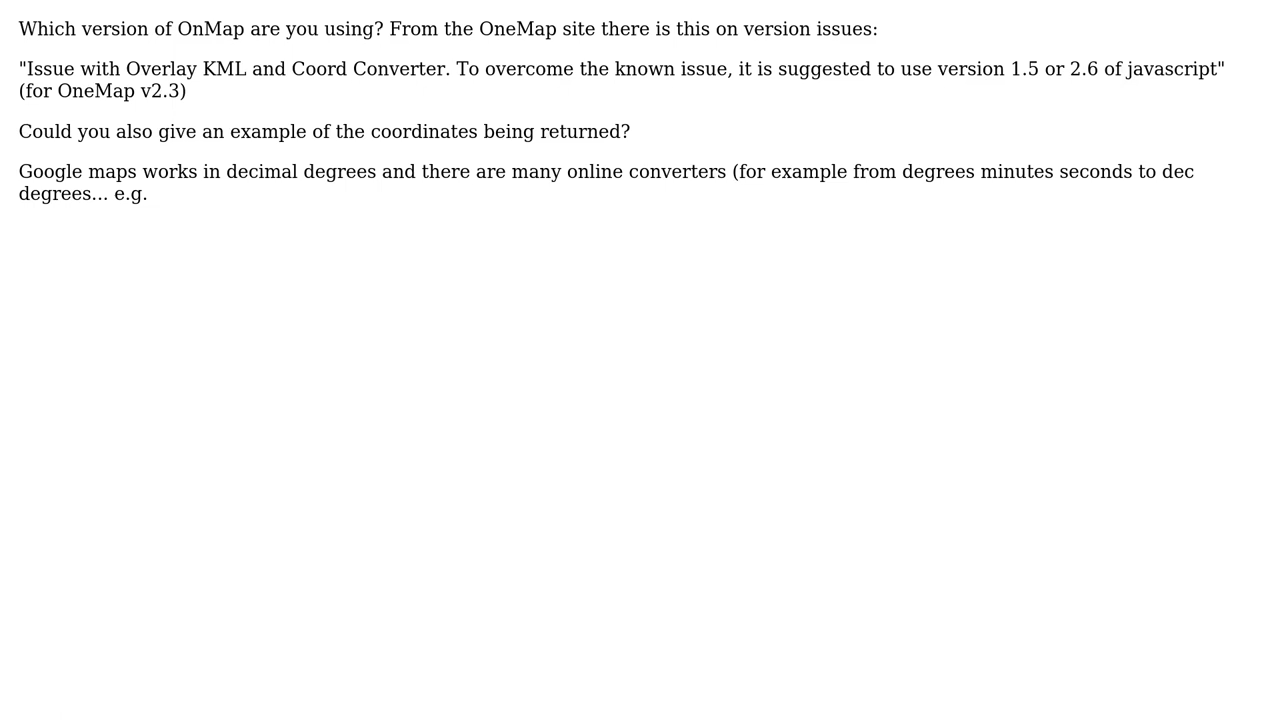 Which version of OnMap are you using? From the OneMap site there is this on version issues:
"Issue with Overlay KML and Coord Converter. To overcome the known issue, it is suggested to use version 1.5 or 2.6 of javascript"
(for OneMap v2.3)
Could you also give an example of the coordinates being returned?
Google maps works in decimal degrees and there are many online converters (for example from degrees minutes seconds to dec
degrees... e.g.